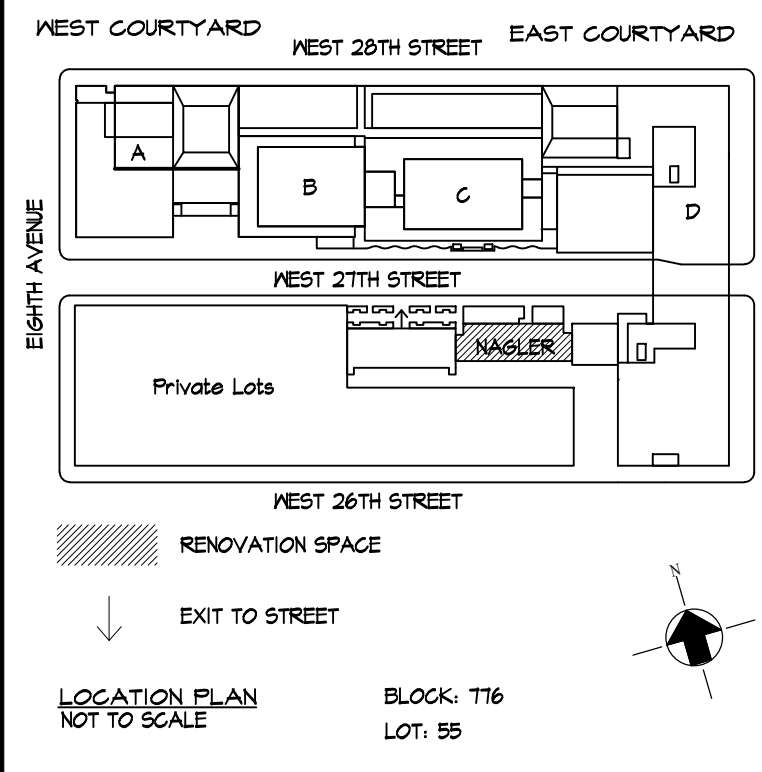 WEST COURTYARD
WEST 28TH STREET
EAST COURTYARD
A
B
C
D
EIGHTH AVENUE
WEST 27TH STREET
NAGLER
Private Lots
WEST 26TH STREET
RENOVATION SPACE
N
EXIT TO STREET
LOCATION PLAN
NOT TO SCALE
BLOCK: 776
LOT: 55